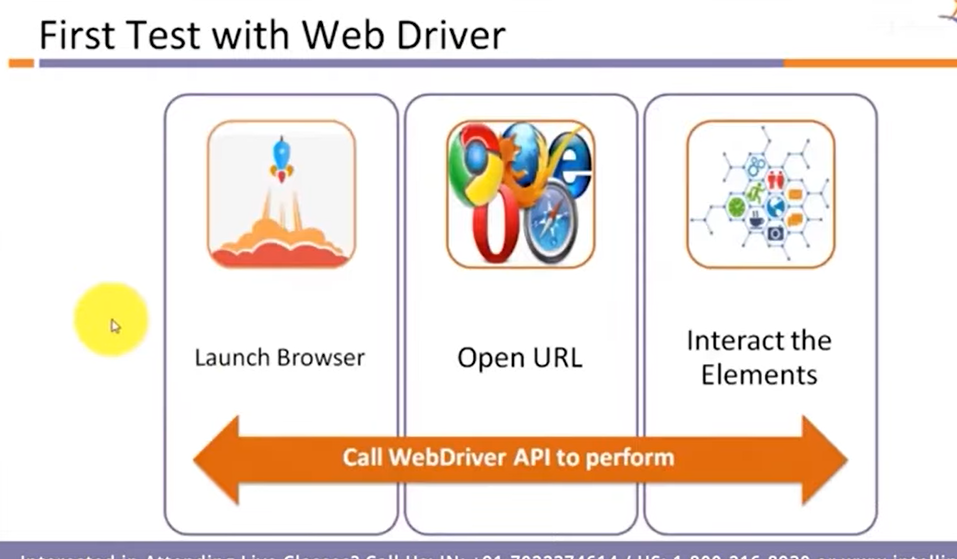 First Test with Web Driver
Launch Browser
Open URL
Interact the
Elements
Call WebDriver API to perform